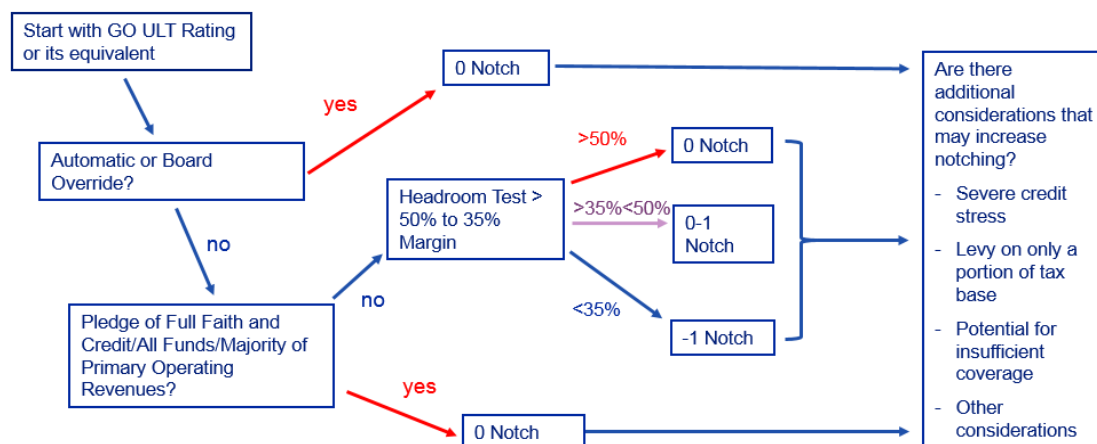 Start with GO ULT Rating
or its equivalent
0 Notch
yes
Automatic or Board
Override?
no
Pledge of Full Faith and
Credit/All Funds/Majority of
Primary Operating
Revenues?
no
Headroom Test >
50% to 35%
Margin
>50%
0 Notch
>35%<50%
0-1
Notch
<35%
-1 Notch
yes
0 Notch
Are there
additional
considerations that
may increase
notching?
- Severe credit
stress
- Levy on only a
portion of tax
base
- Potential for
insufficient
coverage
- Other
considerations